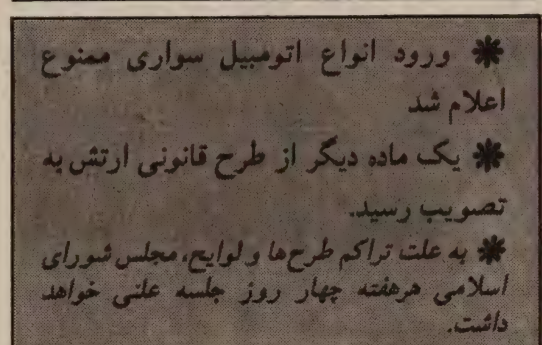 ✱ ورود انواع اتومبیل سواری ممنوع
اعلام شد
✱ یک ماده دیگر از طرح قانونی ارتش به
تصویب رسید.
✱ به علت تراکم طرح‌ها و لوایح، مجلس شورای
اسلامی هرهفته چهار روز جلسه علنی خواهد
داشت.